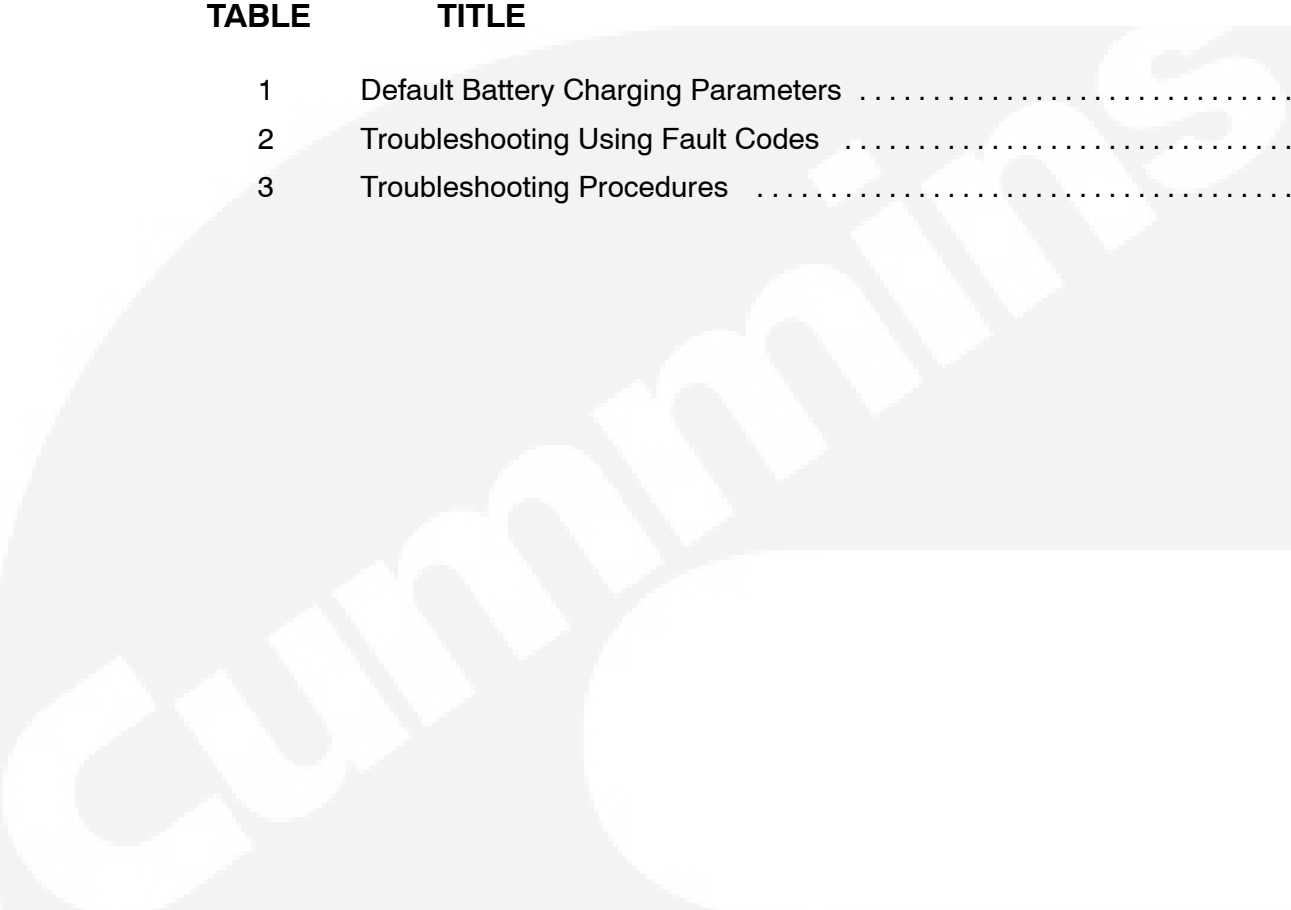 TABLE TITLE
1 Default Battery Charging Parameters . . . . . . . . . . . . . . . . . . . . . . . . . . . . . .
2 Troubleshooting Using Fault Codes . . . . . . . . . . . . . . . . . . . . . . . . . . . . . . .
3 Troubleshooting Procedures . . . . . . . . . . . . . . . . . . . . . . . . . . . . . . . . . . . . .
Cummins